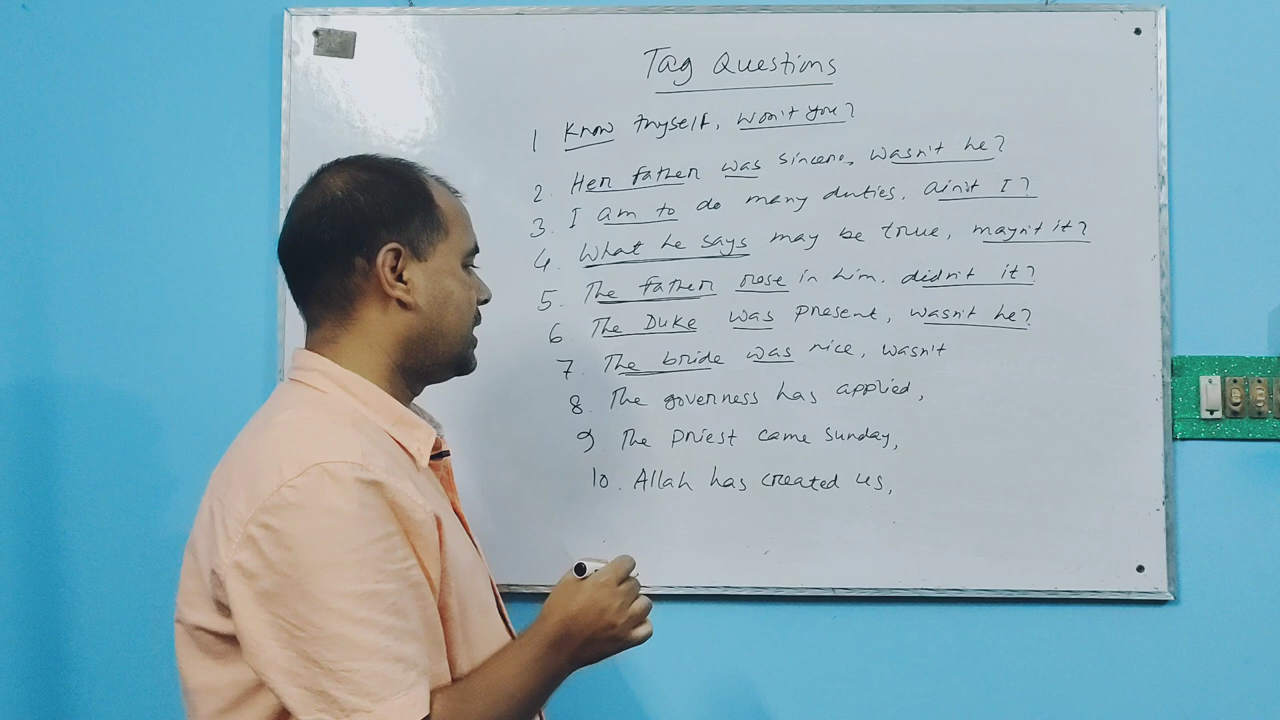 Tag Questions
1 Know thyself, won't you?
2. Her father was sincere, wasn't he?
3. I am to do many duties, ain't I?
4. What he says may be true, mayn't it?
5. The father rose in him, didn't it?
6 The Duke was present, wasn't he?
7. The bride was nice, wasn't
8. The governess has applied,
9 The priest came Sunday,
10. Allah has created us,